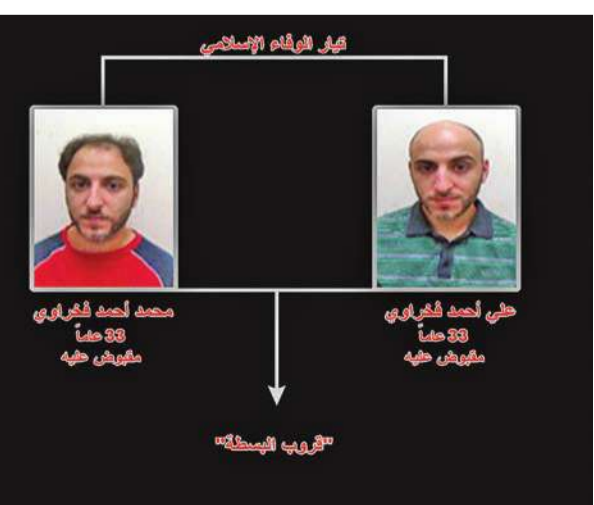 تيار الوفاء الإسلامي
علي أحمد فخراوي
33 عاماً
مقبوض عليه
محمد أحمد فخراوي
33 عاماً
مقبوض عليه
"قروب البسطة"